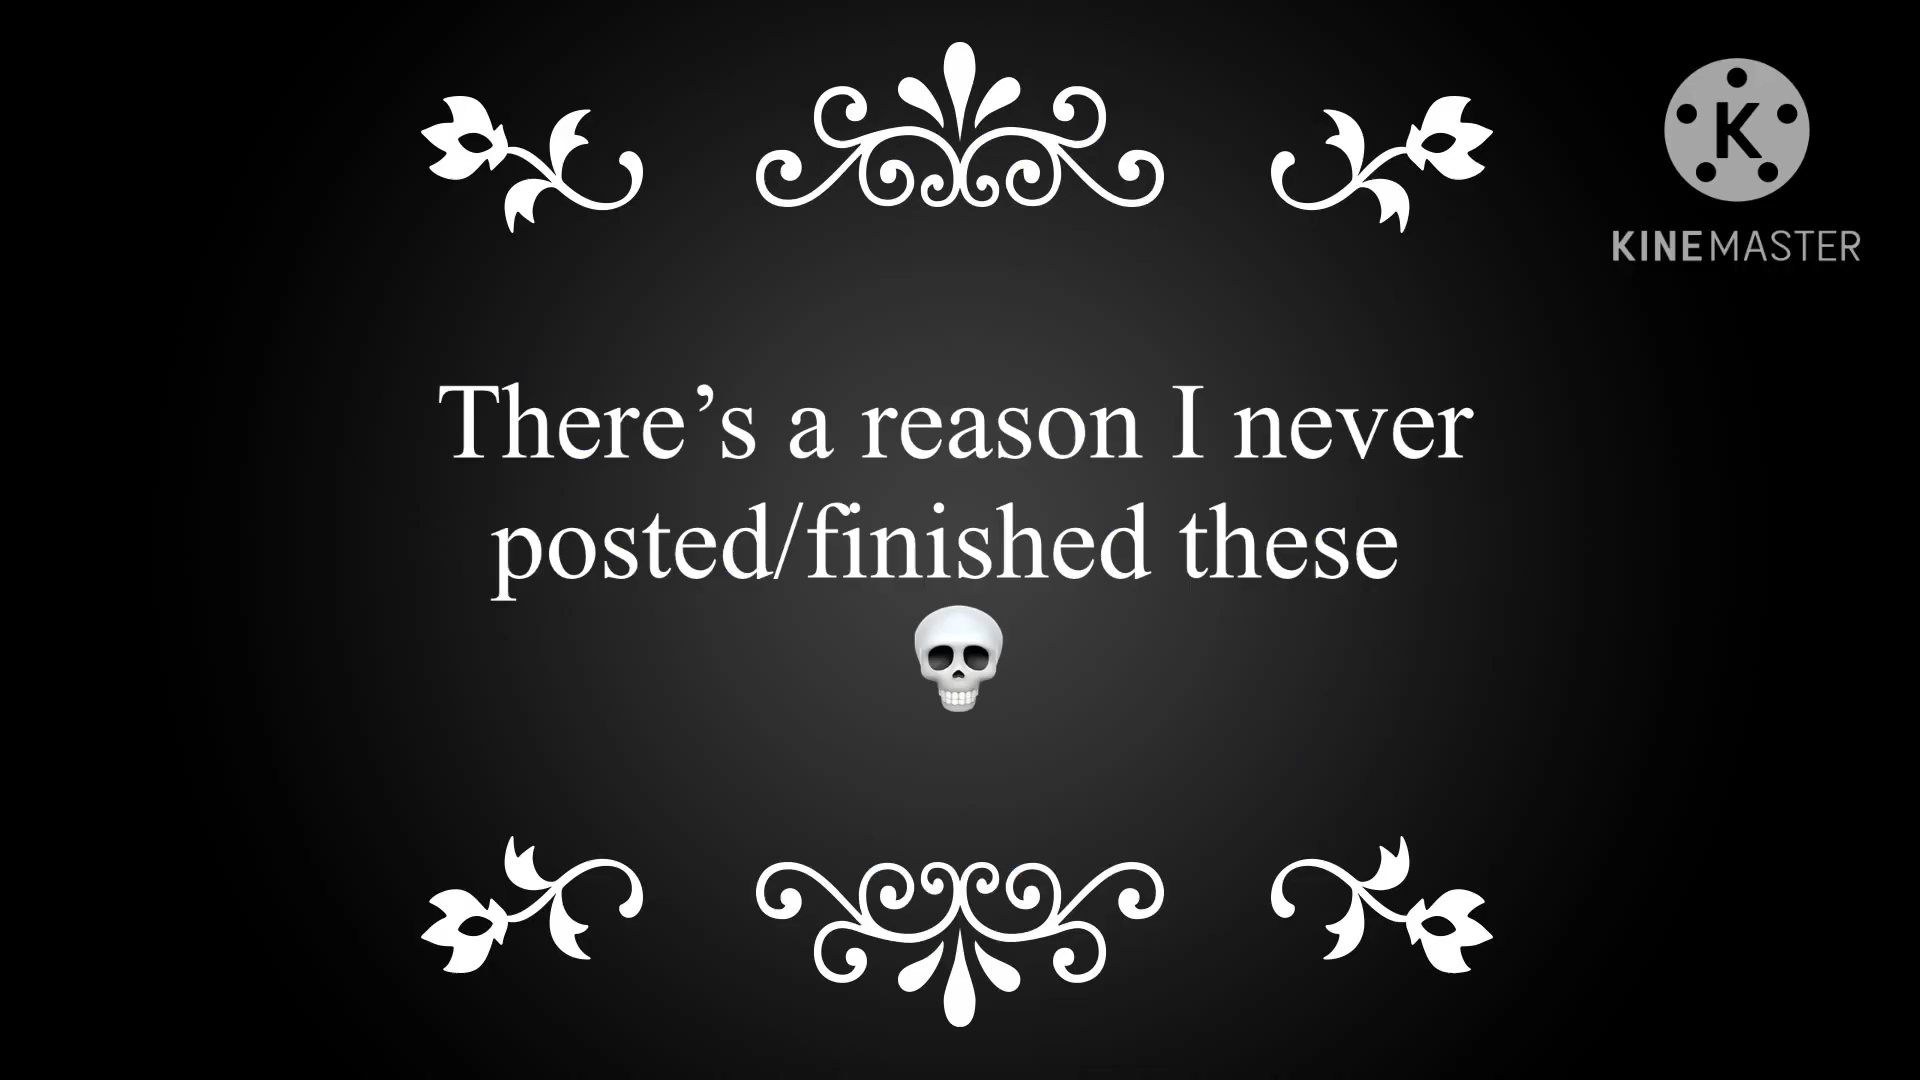 K
KINEMASTER
There’s a reason I never
posted/finished these
💀